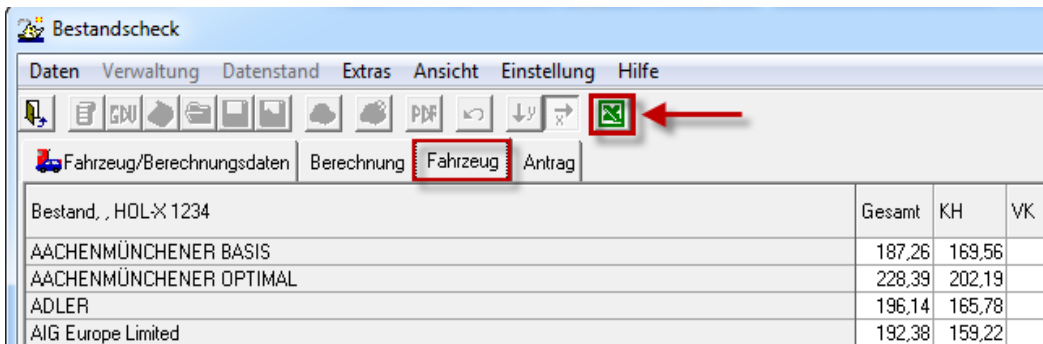 Bestandscheck
Daten Verwaltung Datenstand Extras Ansicht Einstellung Hilfe
GDV PDF y x
Fahrzeug/Berechnungsdaten Berechnung Fahrzeug Antrag
Bestand, , HOL-X 1234 Gesamt KH VK
AACHENMÜNCHENER BASIS 187,26 169,56
AACHENMÜNCHENER OPTIMAL 228,39 202,19
ADLER 196,14 165,78
AIG Europe Limited 192,38 159,22